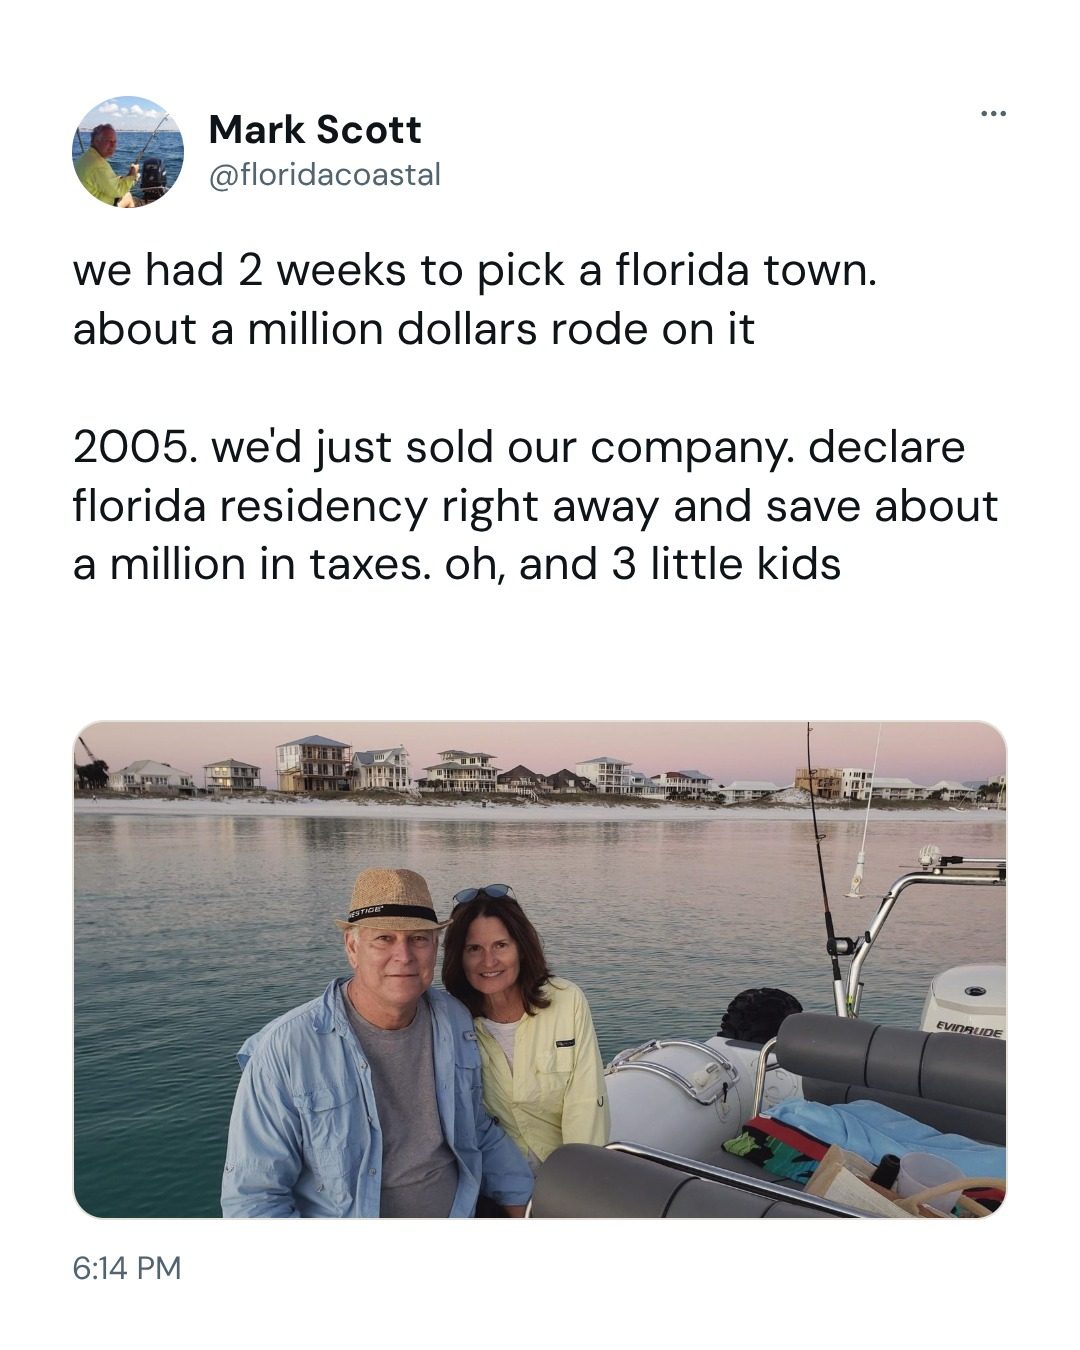 Mark Scott
@floridacoastal
we had 2 weeks to pick a florida town.
about a million dollars rode on it
2005. we'd just sold our company. declare
florida residency right away and save about
a million in taxes. oh, and 3 little kids
ESTIGE
EVINRUDE
6:14 PM